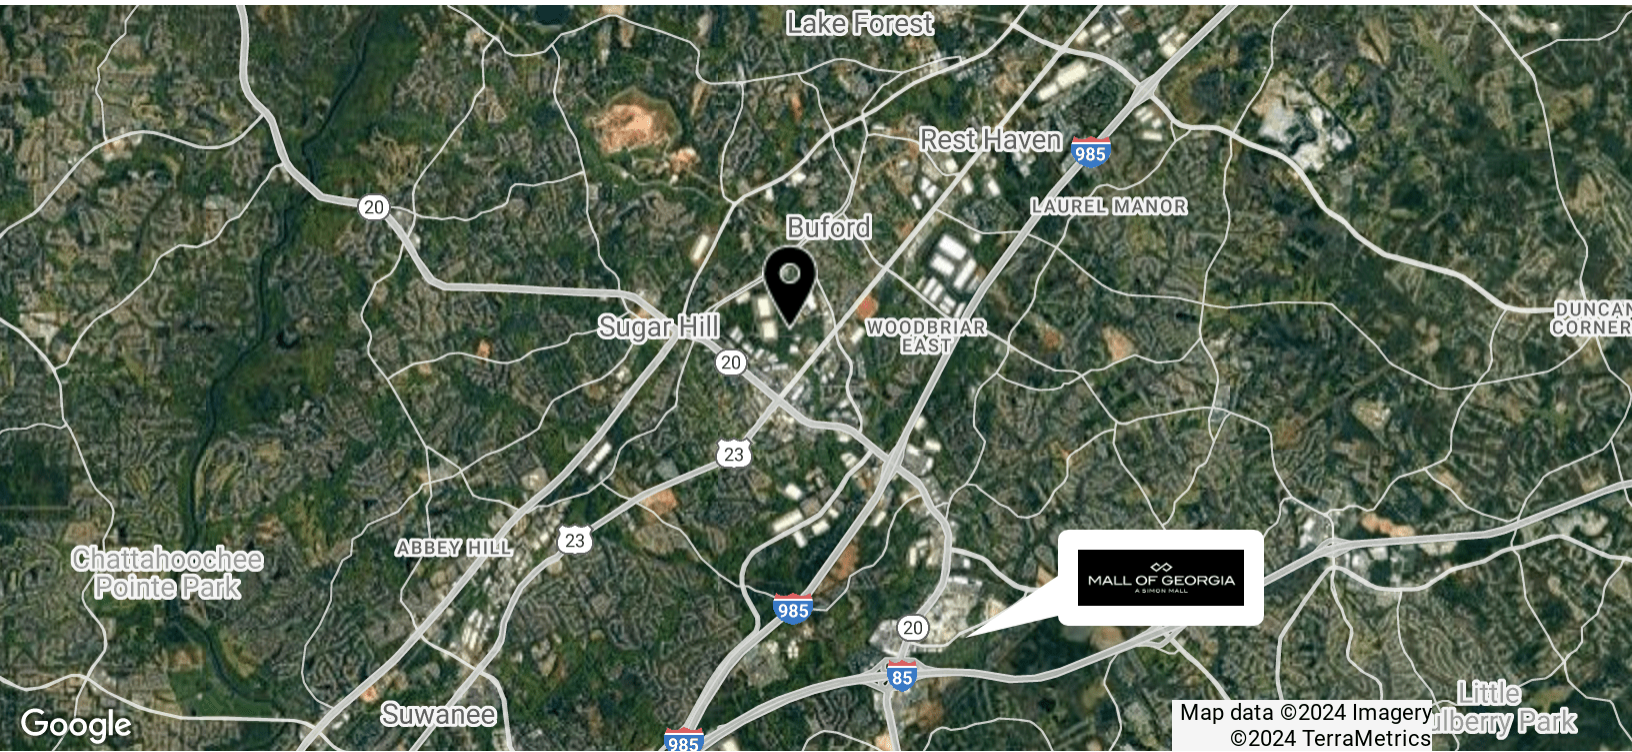 Lake Forest
Rest Haven
985
LAUREL MANOR
20
Buford
DUNCAN
CORNER
Sugar Hill
WOODBRIAR
EAST
20
23
23
ABBEY HILL
Chattahoochee
Pointe Park
MALL OF GEORGIA
A SIMON MALL
985
20
85
Little
ulberry Park
Suwanee
Google
985
Map data ©2024 Imagery
©2024 TerraMetrics